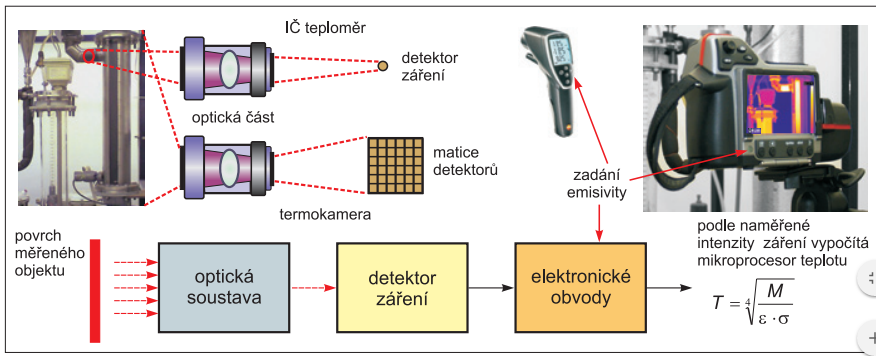 IČ teploměr
detektor
záření
optická část
matice
detektorů
termokamera
zadání
emisivity
povrch
měřeného
objektu
optická
soustava
detektor
záření
elektronické
obvody
podle naměřené
intenzity záření vypočítá
mikroprocesor teplotu
T = ⁴√(M / (ε · σ))